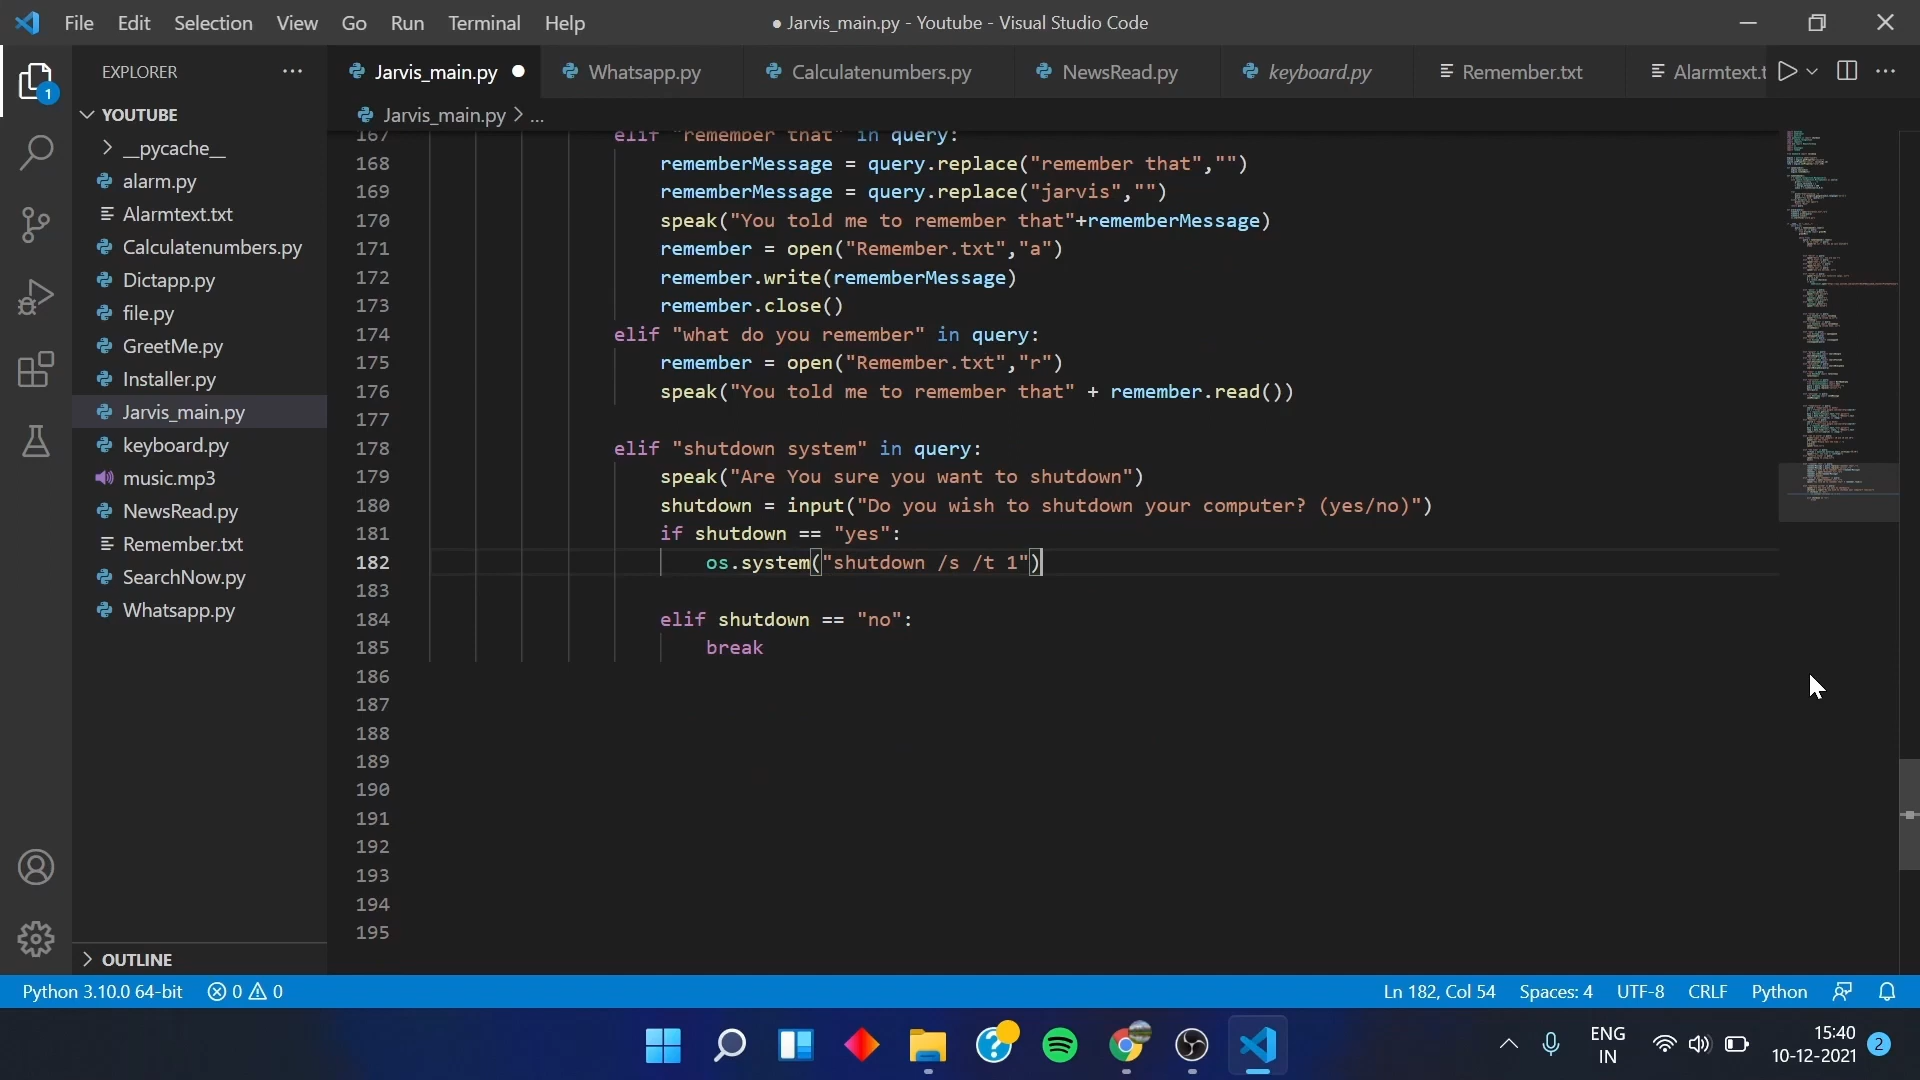 File Edit Selection View Go Run Terminal Help
● Jarvis_main.py - Youtube - Visual Studio Code
EXPLORER
Jarvis_main.py Whatsapp.py Calculatenumbers.py NewsRead.py keyboard.py Remember.txt Alarmtext.t
1
YOUTUBE
Jarvis_main.py > ...
__pycache__
alarm.py
Alarmtext.txt
Calculatenumbers.py
Dictapp.py
file.py
GreetMe.py
Installer.py
Jarvis_main.py
keyboard.py
music.mp3
NewsRead.py
Remember.txt
SearchNow.py
Whatsapp.py
OUTLINE
167 elif "remember that" in query:
168 rememberMessage = query.replace("remember that","")
169 rememberMessage = query.replace("jarvis","")
170 speak("You told me to remember that"+rememberMessage)
171 remember = open("Remember.txt","a")
172 remember.write(rememberMessage)
173 remember.close()
174 elif "what do you remember" in query:
175 remember = open("Remember.txt","r")
176 speak("You told me to remember that" + remember.read())
177
178 elif "shutdown system" in query:
179 speak("Are You sure you want to shutdown")
180 shutdown = input("Do you wish to shutdown your computer? (yes/no)")
181 if shutdown == "yes":
182 os.system("shutdown /s /t 1")
183
184 elif shutdown == "no":
185 break
186
187
188
189
190
191
192
193
194
195
Python 3.10.0 64-bit 0 0 Ln 182, Col 54 Spaces: 4 UTF-8 CRLF Python
ENG
IN
15:40
10-12-2021
2